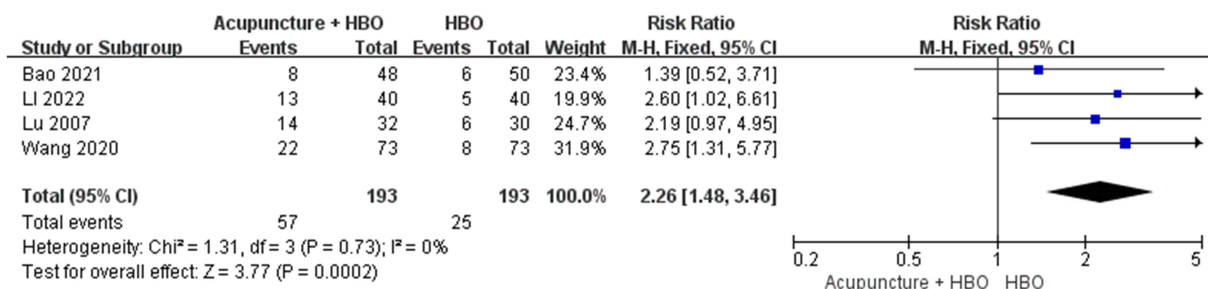 Acupuncture + HBO HBO Risk Ratio Risk Ratio
Study or Subgroup Events Total Events Total Weight M-H, Fixed, 95% CI M-H, Fixed, 95% CI
Bao 2021 8 48 6 50 23.4% 1.39 [0.52, 3.71]
LI 2022 13 40 5 40 19.9% 2.60 [1.02, 6.61]
Lu 2007 14 32 6 30 24.7% 2.19 [0.97, 4.95]
Wang 2020 22 73 8 73 31.9% 2.75 [1.31, 5.77]
Total (95% CI) 193 193 100.0% 2.26 [1.48, 3.46]
Total events 57 25
Heterogeneity: Chi² = 1.31, df = 3 (P = 0.73); I² = 0%
Test for overall effect: Z = 3.77 (P = 0.0002)
0.2 0.5 1 2 5
Acupuncture + HBO HBO